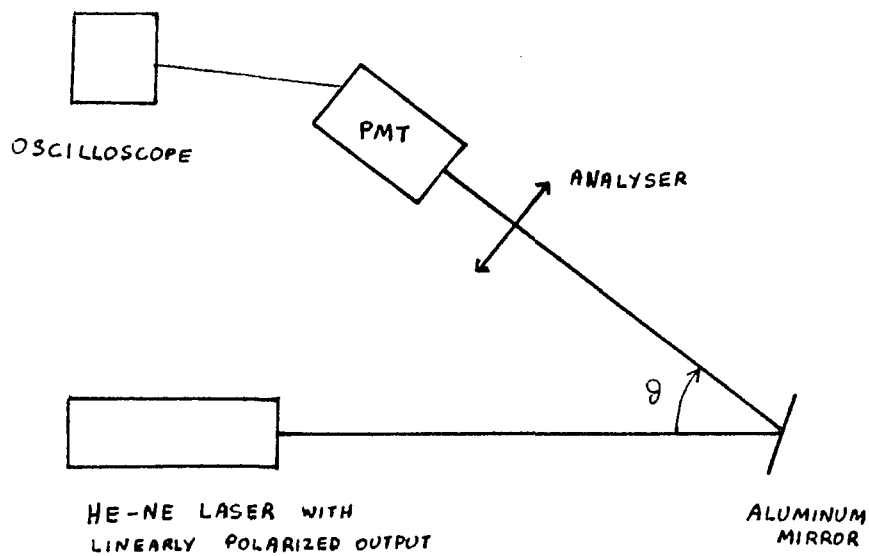 OSCILLOSCOPE
PMT
ANALYSER
θ
HE-NE LASER WITH
LINEARLY POLARIZED OUTPUT
ALUMINUM
MIRROR